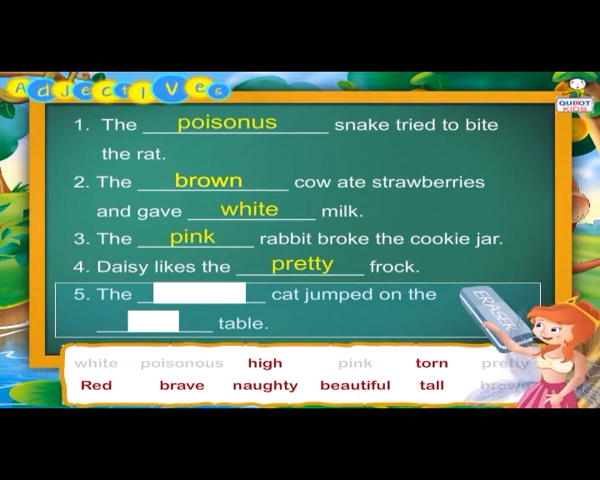 Adjectives
QUBOT KIDS
1. The poisonus snake tried to bite
the rat.
2. The brown cow ate strawberries
and gave white milk.
3. The pink rabbit broke the cookie jar.
4. Daisy likes the pretty frock.
5. The cat jumped on the
table.
ERASER
white poisonous high pink torn pretty
Red brave naughty beautiful tall brown